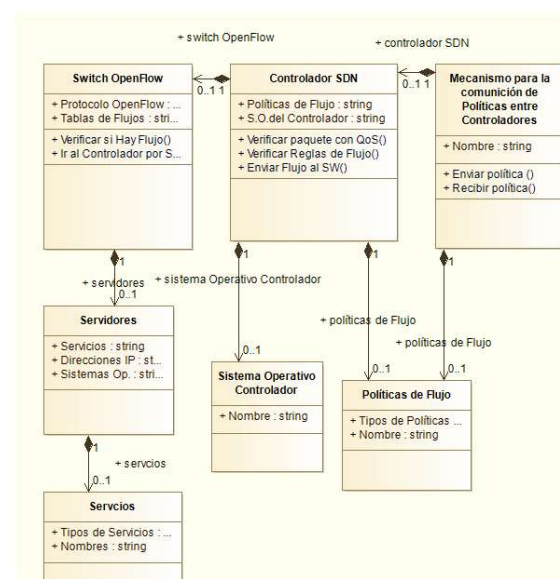 + switch OpenFlow
+ controlador SDN
Switch OpenFlow
+ Protocolo OpenFlow : ...
+ Tablas de Flujos : stri...
+ Verificar si HayFlujo()
+ Ir al Controlador por S...
0..1 1
Controlador SDN
+ Políticas de Flujo : string
+ S.O.del Controlador : string
+ Verificar paquete con QoS()
+ Verificar Reglas de Flujo()
+ Enviar Flujo al SW()
0..1 1
Mecanismo para la
comunición de
Políticas entre
Controladores
+ Nombre : string
+ Enviar política ()
+ Recibir política()
1
1
1
1
+ servidores
+ sistema Operativo Controlador
0..1
Servidores
+ Servicios : string
+ Direcciones IP : st...
+ Sistemas Op. : stri...
+ políticas de Flujo
+ políticas de Flujo
0..1
0..1
0..1
Sistema Operativo
Controlador
+ Nombre : string
Políticas de Flujo
+ Tipos de Políticas ...
+ Nombre : string
1
+ servcios
0..1
Servcios
+ Tipos de Servicios : ...
+ Nombres : string